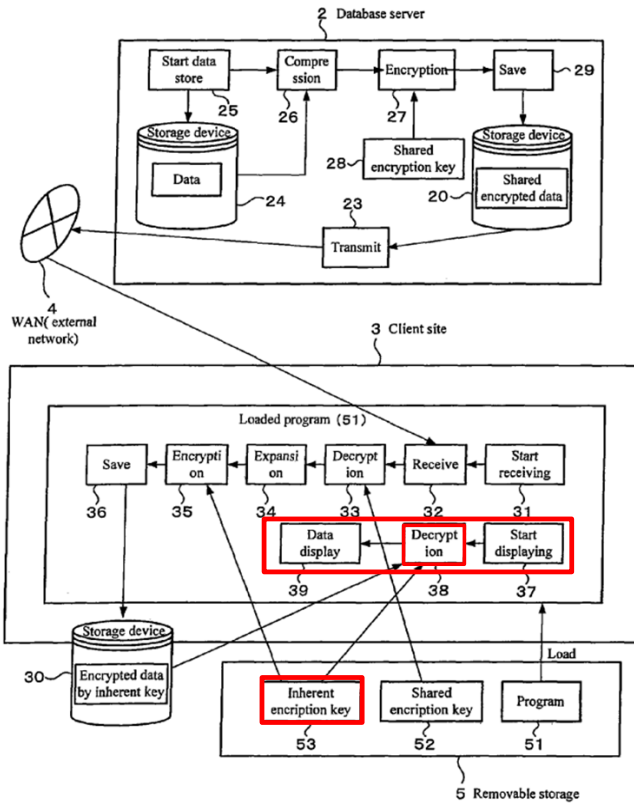 2 Database server
Start data
store
25
Compre
ssion
26
Encryption
27
Save
29
Storage device
Data
24
28
Shared
encryption key
Storage device
20
Shared
encrypted data
23
Transmit
4
WAN( external
network)
3 Client site
Loaded program (51)
Save
36
Encrypti
on
35
Expansi
on
34
Decrypt
ion
33
Receive
32
Start
receiving
31
Data
display
39
Decrypt
ion
38
Start
displaying
37
Storage device
30
Encrypted data
by inherent key
Load
Inherent
encription key
53
Shared
encription key
52
Program
51
5 Removable storage